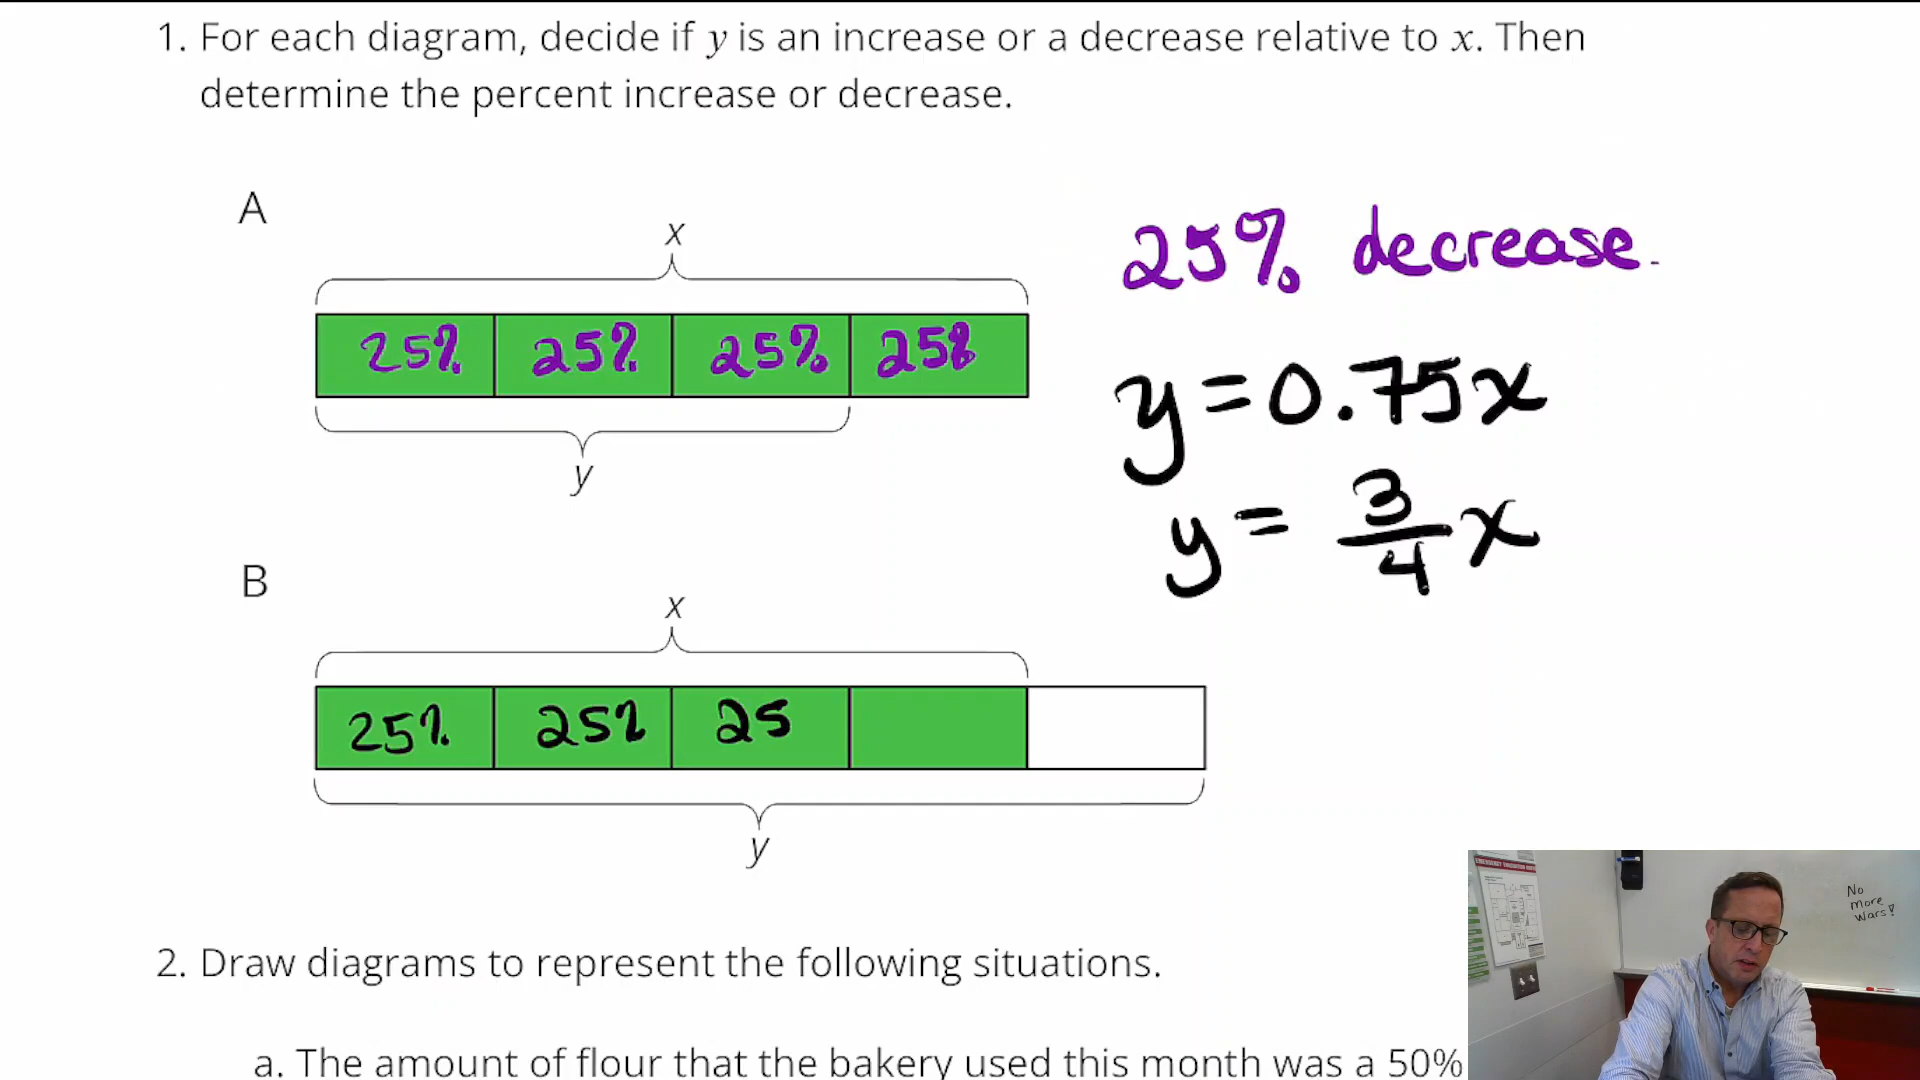 1. For each diagram, decide if y is an increase or a decrease relative to x. Then
determine the percent increase or decrease.
A
x
25% 25% 25% 25%
y
25% decrease.
y=0.75x
y = 3/4 x
B
x
25% 25% 25
y
2. Draw diagrams to represent the following situations.
a. The amount of flour that the bakery used this month was a 50%
No
more
wars!